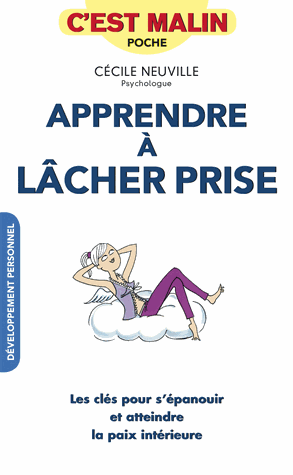 C'EST MALIN
POCHE
CÉCILE NEUVILLE
Psychologue
APPRENDRE
À
LÂCHER PRISE
DÉVELOPPEMENT PERSONNEL
Les clés pour s'épanouir
et atteindre
la paix intérieure